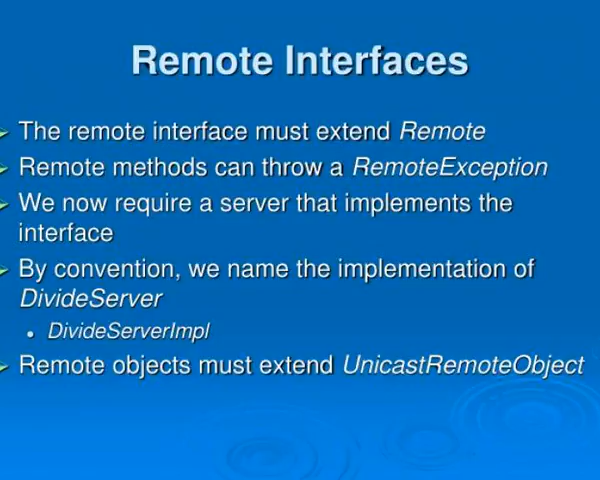 Remote Interfaces
The remote interface must extend Remote
Remote methods can throw a RemoteException
We now require a server that implements the
interface
By convention, we name the implementation of
DivideServer
DivideServerImpl
Remote objects must extend UnicastRemoteObject